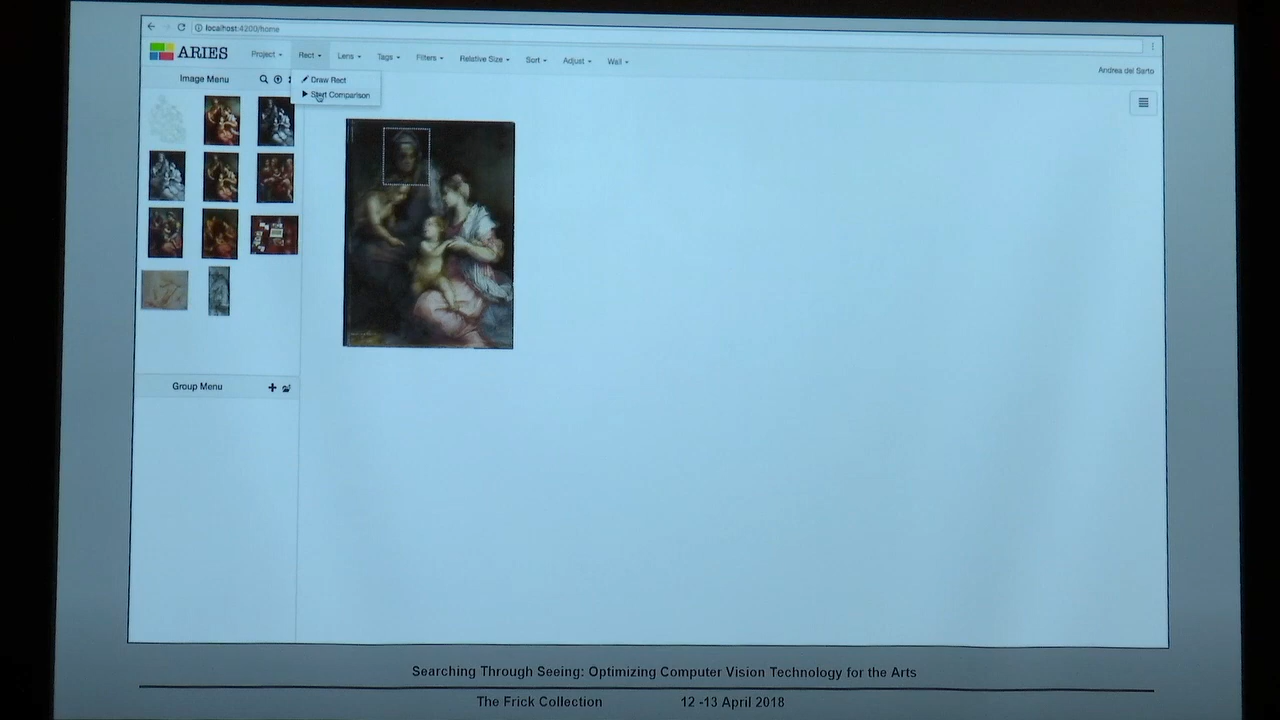 localhost:4200/home
ARIES
Project Rect Lens Tags Filters Relative Size Sort Adjust Wall
Andrea del Sarto
Image Menu
Draw Rect
Start Comparison
Group Menu
Searching Through Seeing: Optimizing Computer Vision Technology for the Arts
The Frick Collection 12 -13 April 2018